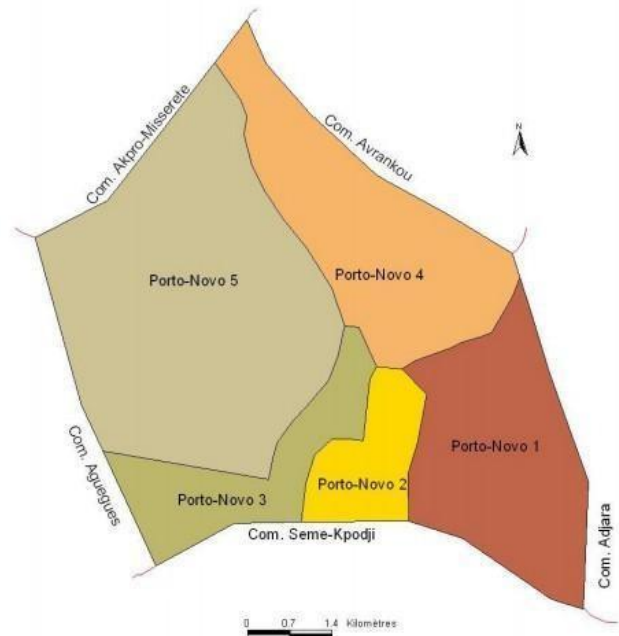 Com. Akpro-Misserete
Com. Avrankou
N
Porto-Novo 5
Porto-Novo 4
Porto-Novo 1
Com. Aguegues
Porto-Novo 3
Porto-Novo 2
Com. Seme-Kpodji
Com. Adjara
0 0.7 1.4 Kilomètres